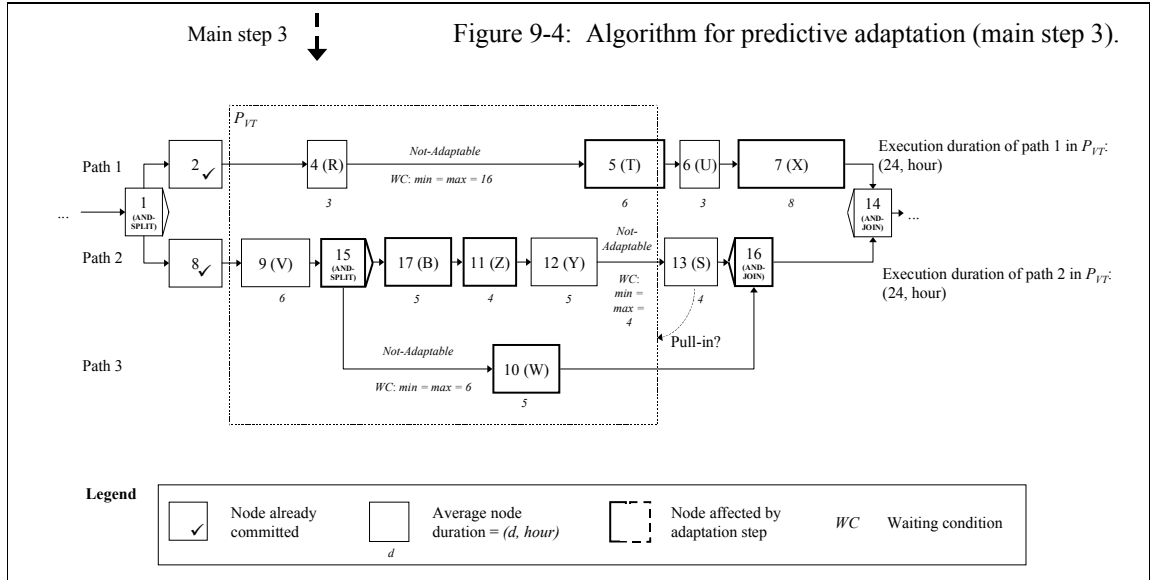 Main step 3
Figure 9-4: Algorithm for predictive adaptation (main step 3).
P_VT
Path 1
2
4 (R)
3
Not-Adaptable
WC: min = max = 16
5 (T)
6
6 (U)
3
7 (X)
8
Execution duration of path 1 in P_VT:
(24, hour)
...
1
(AND-
SPLIT)
14
(AND-
JOIN)
...
Path 2
8
9 (V)
6
15
(AND-
SPLIT)
17 (B)
5
11 (Z)
4
12 (Y)
5
Not-
Adaptable
WC:
min =
max =
4
13 (S)
4
16
(AND-
JOIN)
Execution duration of path 2 in P_VT:
(24, hour)
Pull-in?
Path 3
Not-Adaptable
WC: min = max = 6
10 (W)
5
Legend
Node already
committed
d
Average node
duration = (d, hour)
Node affected by
adaptation step
WC
Waiting condition